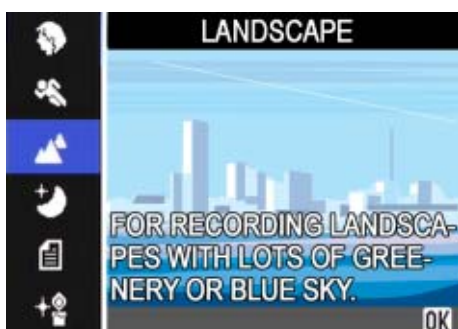 LANDSCAPE
FOR RECORDING LANDSCA-
PES WITH LOTS OF GREE-
NERY OR BLUE SKY.
OK